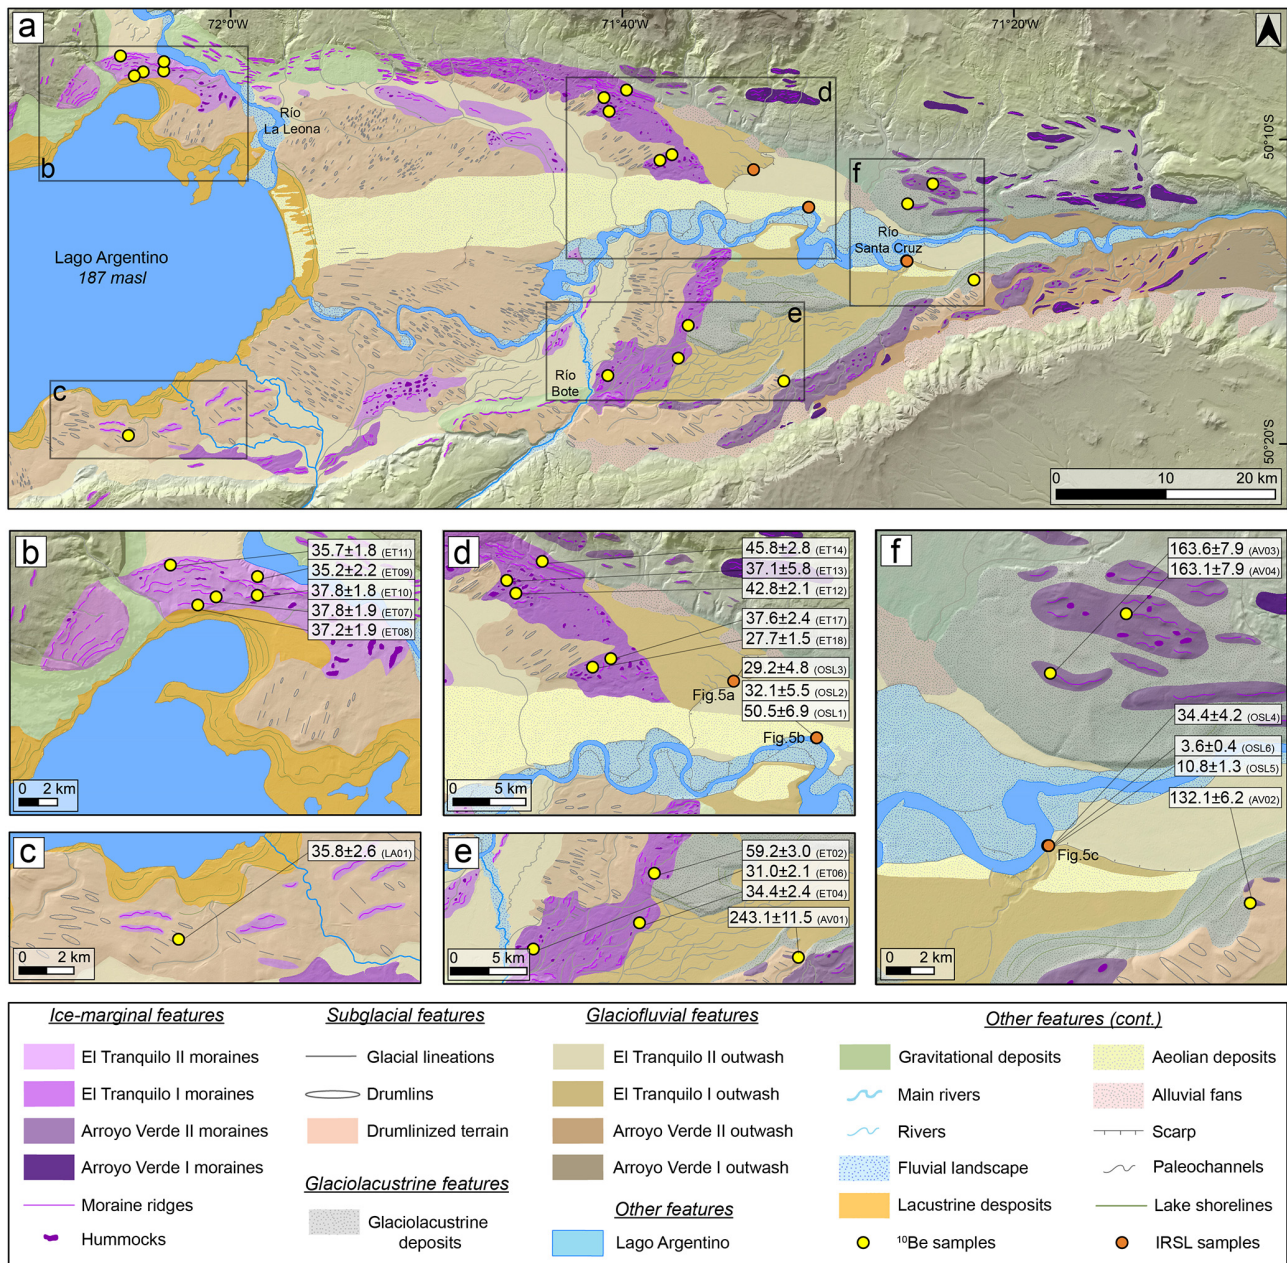 a
72°0'W
71°40'W
71°20'W
50°10'S
50°20'S
b
c
d
e
f
Río
La Leona
Lago Argentino
187 masl
Río
Bote
Río
Santa Cruz
0 10 20 km
b
35.7±1.8 (ET11)
35.2±2.2 (ET09)
37.8±1.8 (ET10)
37.8±1.9 (ET07)
37.2±1.9 (ET08)
0 2 km
c
35.8±2.6 (LA01)
0 2 km
d
45.8±2.8 (ET14)
37.1±5.8 (ET13)
42.8±2.1 (ET12)
37.6±2.4 (ET17)
27.7±1.5 (ET18)
29.2±4.8 (OSL3)
32.1±5.5 (OSL2)
50.5±6.9 (OSL1)
Fig.5a
Fig.5b
0 5 km
e
59.2±3.0 (ET02)
31.0±2.1 (ET06)
34.4±2.4 (ET04)
243.1±11.5 (AV01)
0 5 km
f
163.6±7.9 (AV03)
163.1±7.9 (AV04)
34.4±4.2 (OSL4)
3.6±0.4 (OSL6)
10.8±1.3 (OSL5)
132.1±6.2 (AV02)
Fig.5c
0 2 km
Ice-marginal features
El Tranquilo II moraines
El Tranquilo I moraines
Arroyo Verde II moraines
Arroyo Verde I moraines
Moraine ridges
Hummocks
Subglacial features
Glacial lineations
Drumlins
Drumlinized terrain
Glaciolacustrine features
Glaciolacustrine
deposits
Glaciofluvial features
El Tranquilo II outwash
El Tranquilo I outwash
Arroyo Verde II outwash
Arroyo Verde I outwash
Other features
Lago Argentino
Other features (cont.)
Gravitational deposits
Main rivers
Rivers
Fluvial landscape
Lacustrine desposits
¹⁰Be samples
Aeolian deposits
Alluvial fans
Scarp
Paleochannels
Lake shorelines
IRSL samples